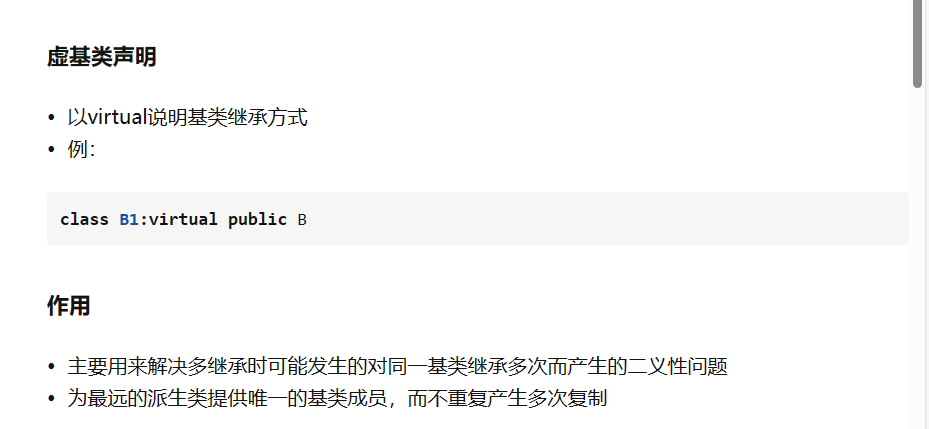 虚基类声明
• 以virtual说明基类继承方式
• 例：
class B1:virtual public B
作用
• 主要用来解决多继承时可能发生的对同一基类继承多次而产生的二义性问题
• 为最远的派生类提供唯一的基类成员，而不重复产生多次复制